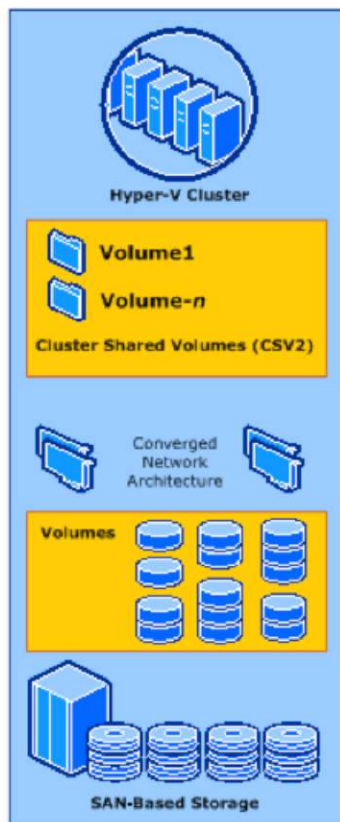 Hyper-V Cluster
Volume1
Volume-n
Cluster Shared Volumes (CSV2)
Converged
Network
Architecture
Volumes
SAN-Based Storage